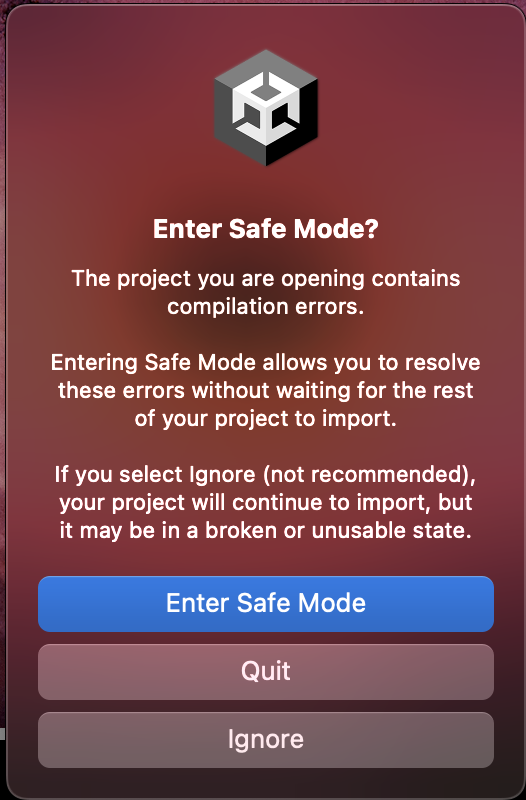 Enter Safe Mode?
The project you are opening contains
compilation errors.
Entering Safe Mode allows you to resolve
these errors without waiting for the rest
of your project to import.
If you select Ignore (not recommended),
your project will continue to import, but
it may be in a broken or unusable state.
Enter Safe Mode
Quit
Ignore